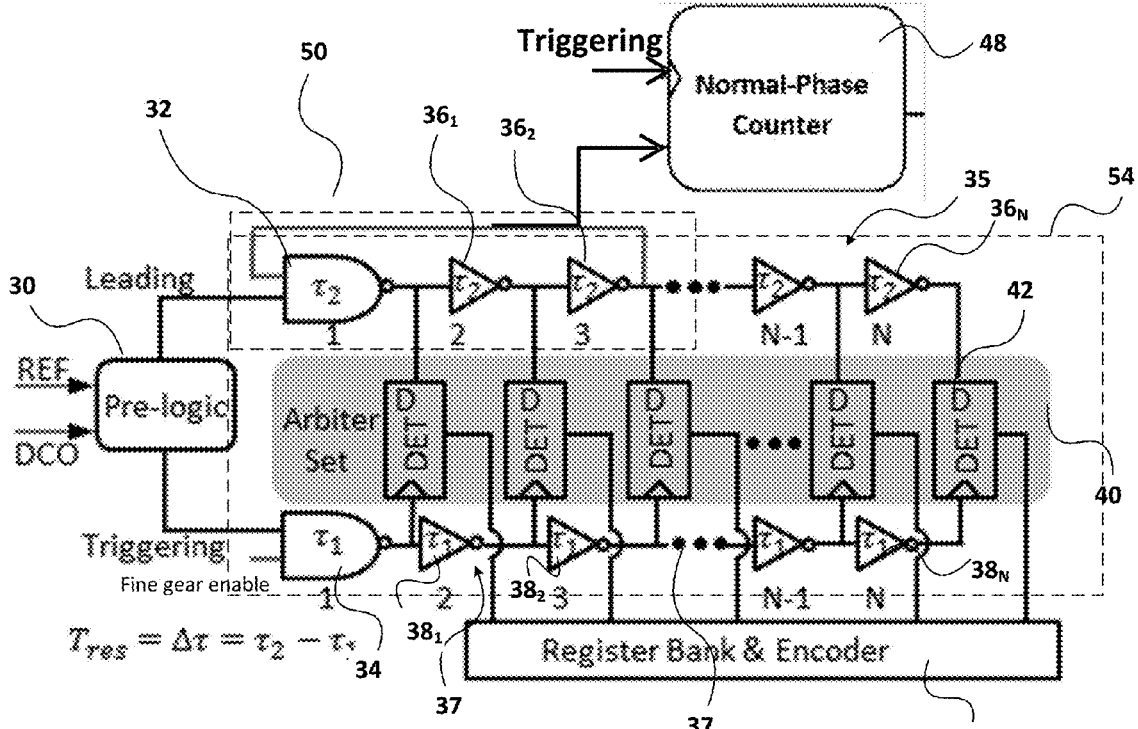 Triggering
48
Normal-Phase
Counter
50
32
36₁
36₂
35
54
36N
Leading
30
τ₂
τ₂
τ₂
τ₂
τ₂
42
1
2
3
N-1
N
REF
Pre-logic
DCO
Arbiter
Set
D
DET
D
DET
D
DET
D
DET
D
DET
40
Triggering
τ₁
τ₁
τ₁
τ₁
τ₁
Fine gear enable
1
2
38₂
3
N-1
N
38N
Tres = Δτ = τ₂ − τ₁
34
38₁
Register Bank & Encoder
37
37